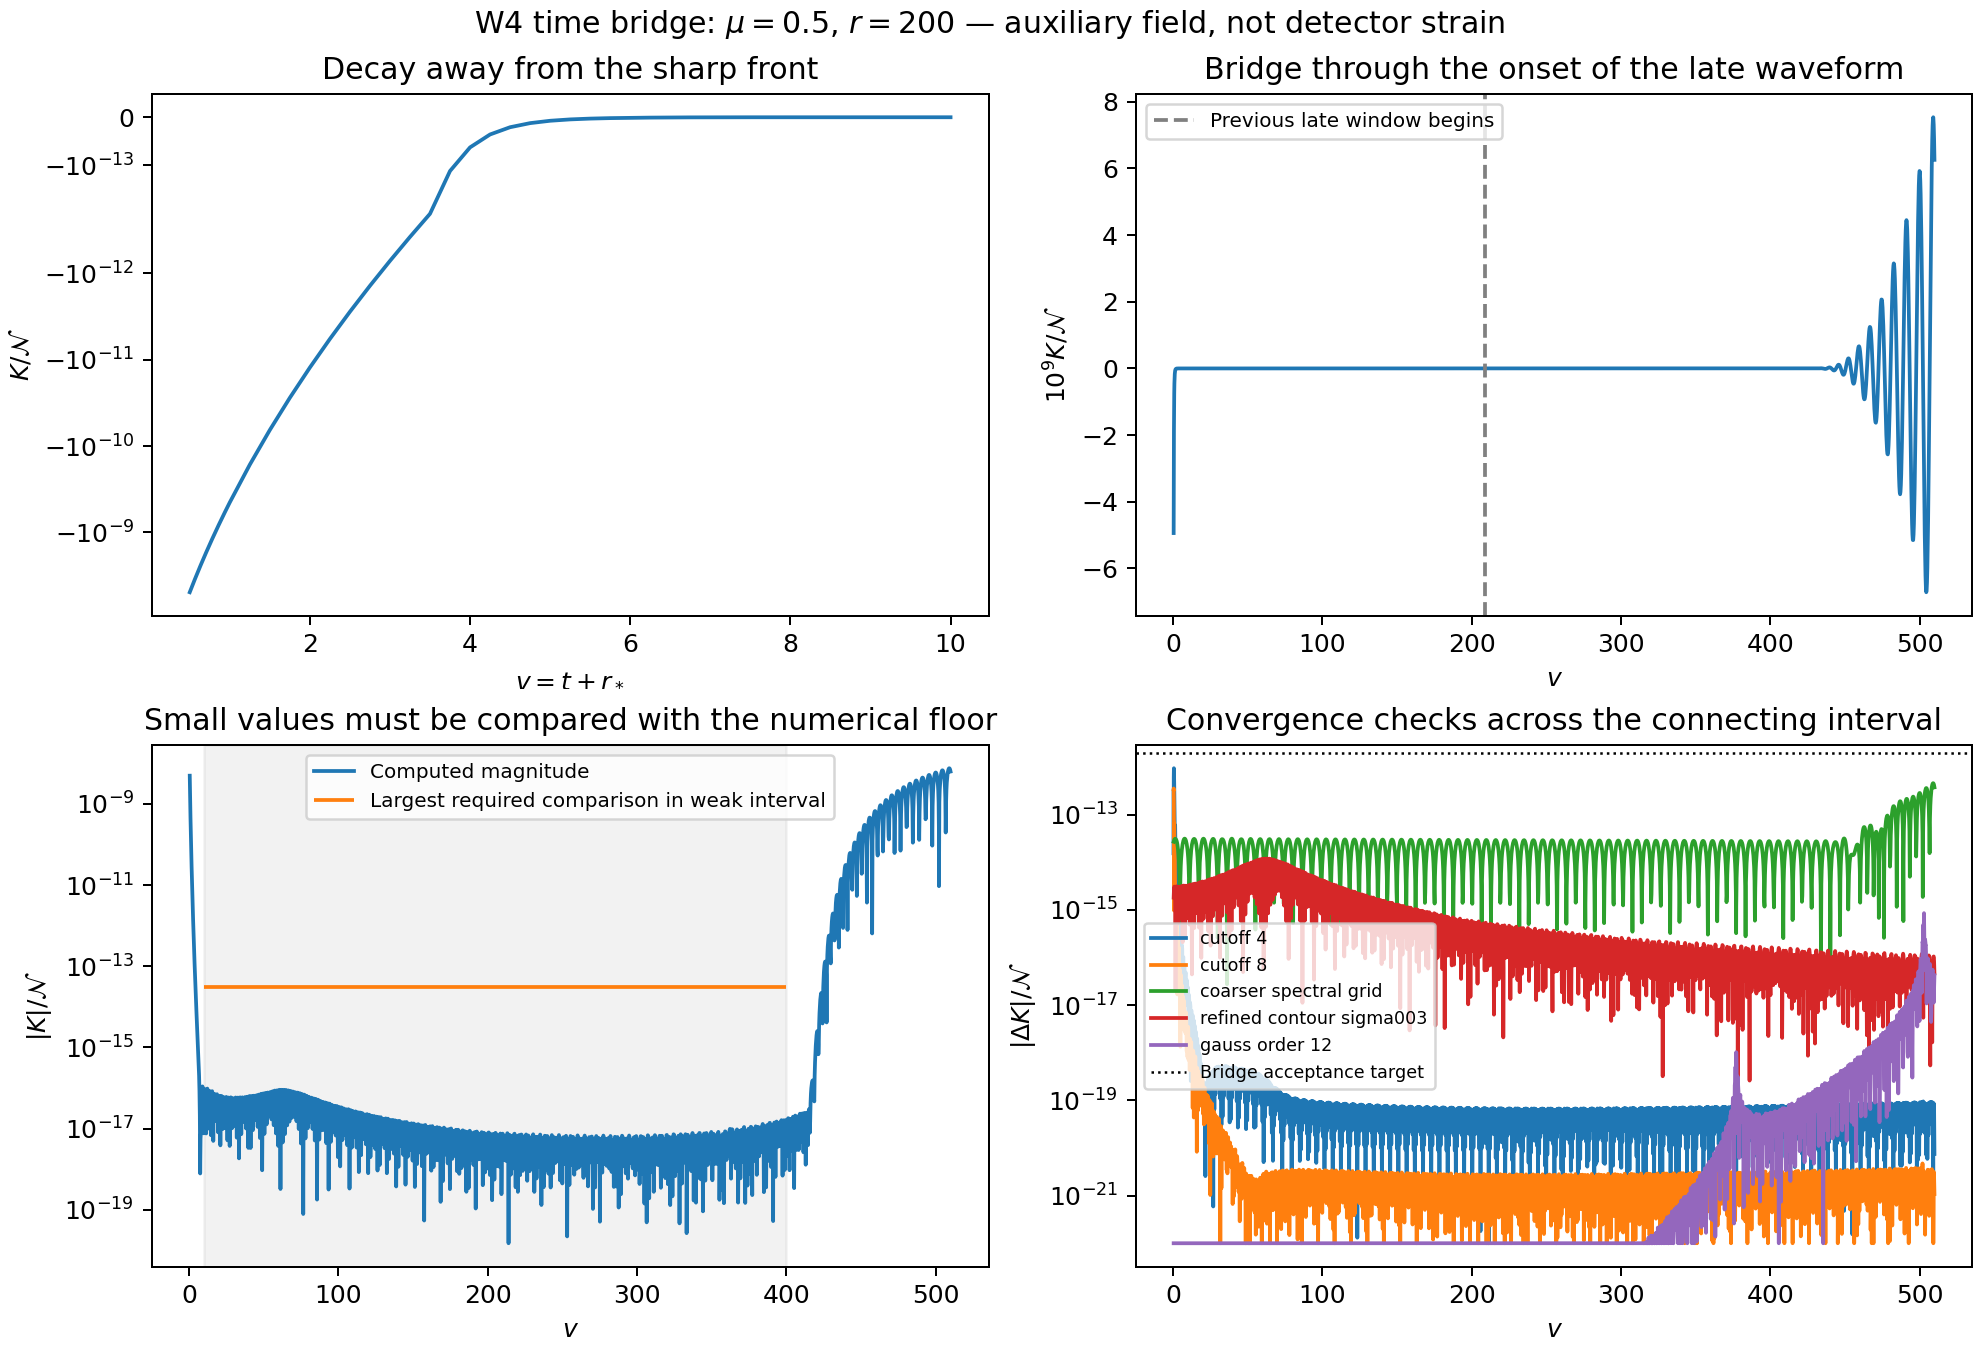 W4 time bridge: μ = 0.5, r = 200 — auxiliary field, not detector strain
Decay away from the sharp front
0
−10⁻¹³
−10⁻¹²
−10⁻¹¹
−10⁻¹⁰
−10⁻⁹
K/𝒩
2 4 6 8 10
v = t + r_*
Bridge through the onset of the late waveform
Previous late window begins
8
6
4
2
0
−2
−4
−6
10⁹K/𝒩
0 100 200 300 400 500
v
Small values must be compared with the numerical floor
Computed magnitude
Largest required comparison in weak interval
10⁻⁹
10⁻¹¹
10⁻¹³
10⁻¹⁵
10⁻¹⁷
10⁻¹⁹
|K|/𝒩
0 100 200 300 400 500
v
Convergence checks across the connecting interval
10⁻¹³
10⁻¹⁵
10⁻¹⁷
10⁻¹⁹
10⁻²¹
|ΔK|/𝒩
cutoff 4
cutoff 8
coarser spectral grid
refined contour sigma003
gauss order 12
Bridge acceptance target
0 100 200 300 400 500
v